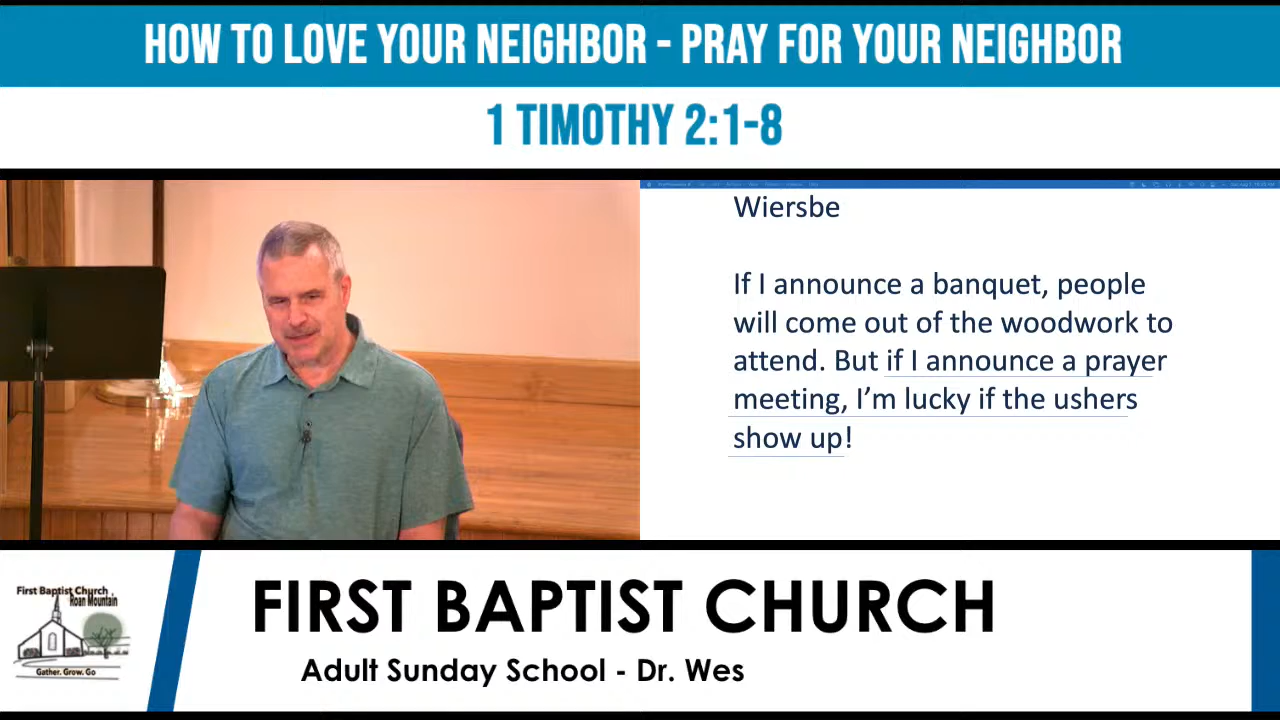 HOW TO LOVE YOUR NEIGHBOR - PRAY FOR YOUR NEIGHBOR
1 TIMOTHY 2:1-8
Wiersbe
If I announce a banquet, people
will come out of the woodwork to
attend. But if I announce a prayer
meeting, I’m lucky if the ushers
show up!
First Baptist Church
Roan Mountain
Gather. Grow. Go
FIRST BAPTIST CHURCH
Adult Sunday School - Dr. Wes